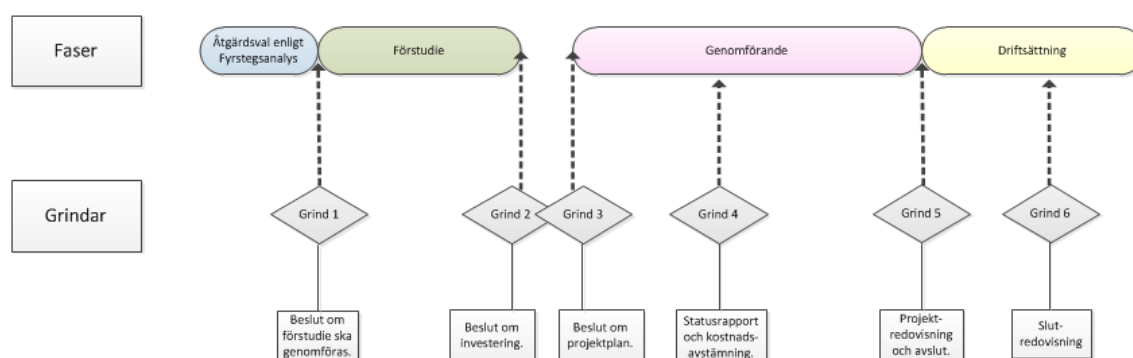 Faser
Åtgärdsval enligt
Fyrstegsanalys
Förstudie
Genomförande
Driftsättning
Grindar
Grind 1
Grind 2
Grind 3
Grind 4
Grind 5
Grind 6
Beslut om
förstudie ska
genomföras.
Beslut om
investering.
Beslut om
projektplan.
Statusrapport
och kostnads-
avstämning.
Projekt-
redovisning
och avslut.
Slut-
redovisning